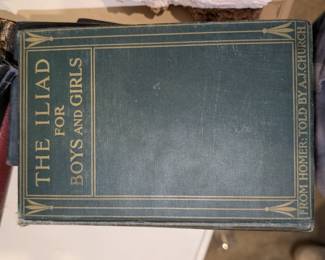 THE ILIAD
FOR
BOYS AND GIRLS
FROM HOMER: TOLD BY A.J. CHURCH